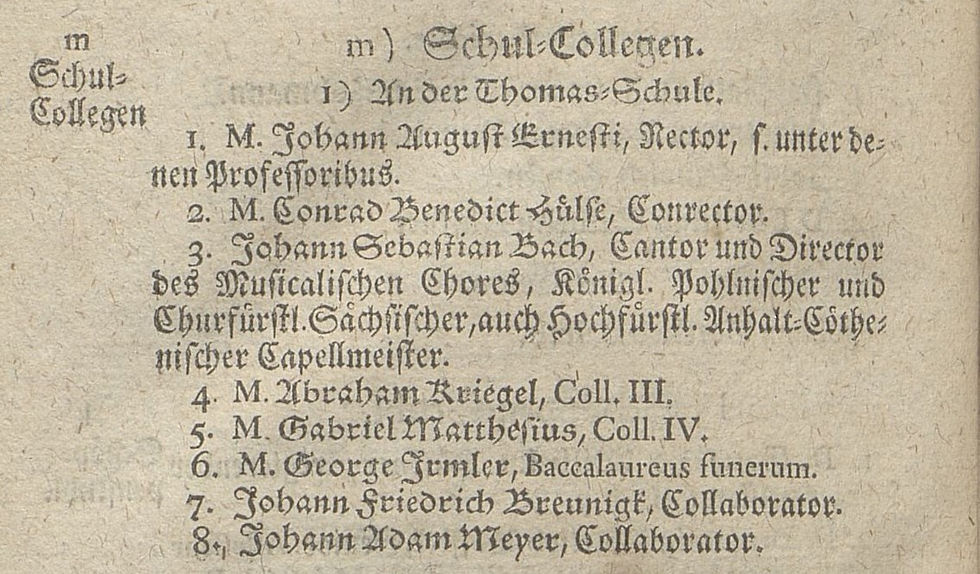 m
Schul-
Collegen
m) Schul-Collegen.
1) An der Thomas-Schule.
1. M. Johann August Ernesti, Rector, s. unter de-
nen Professoribus.
2. M. Conrad Benedict Hülse, Conrector.
3. Johann Sebastian Bach, Cantor und Director
des Musicalischen Chores, Königl. Pohlnischer und
Churfürstl. Sächsischer, auch Hochfürstl. Anhalt-Cöthe-
nischer Capellmeister.
4. M. Abraham Kriegel, Coll. III.
5. M. Gabriel Matthesius, Coll. IV.
6. M. George Irmler, Baccalaureus funerum.
7. Johann Friedrich Breunigk, Collaborator.
8. Johann Adam Meyer, Collaborator.